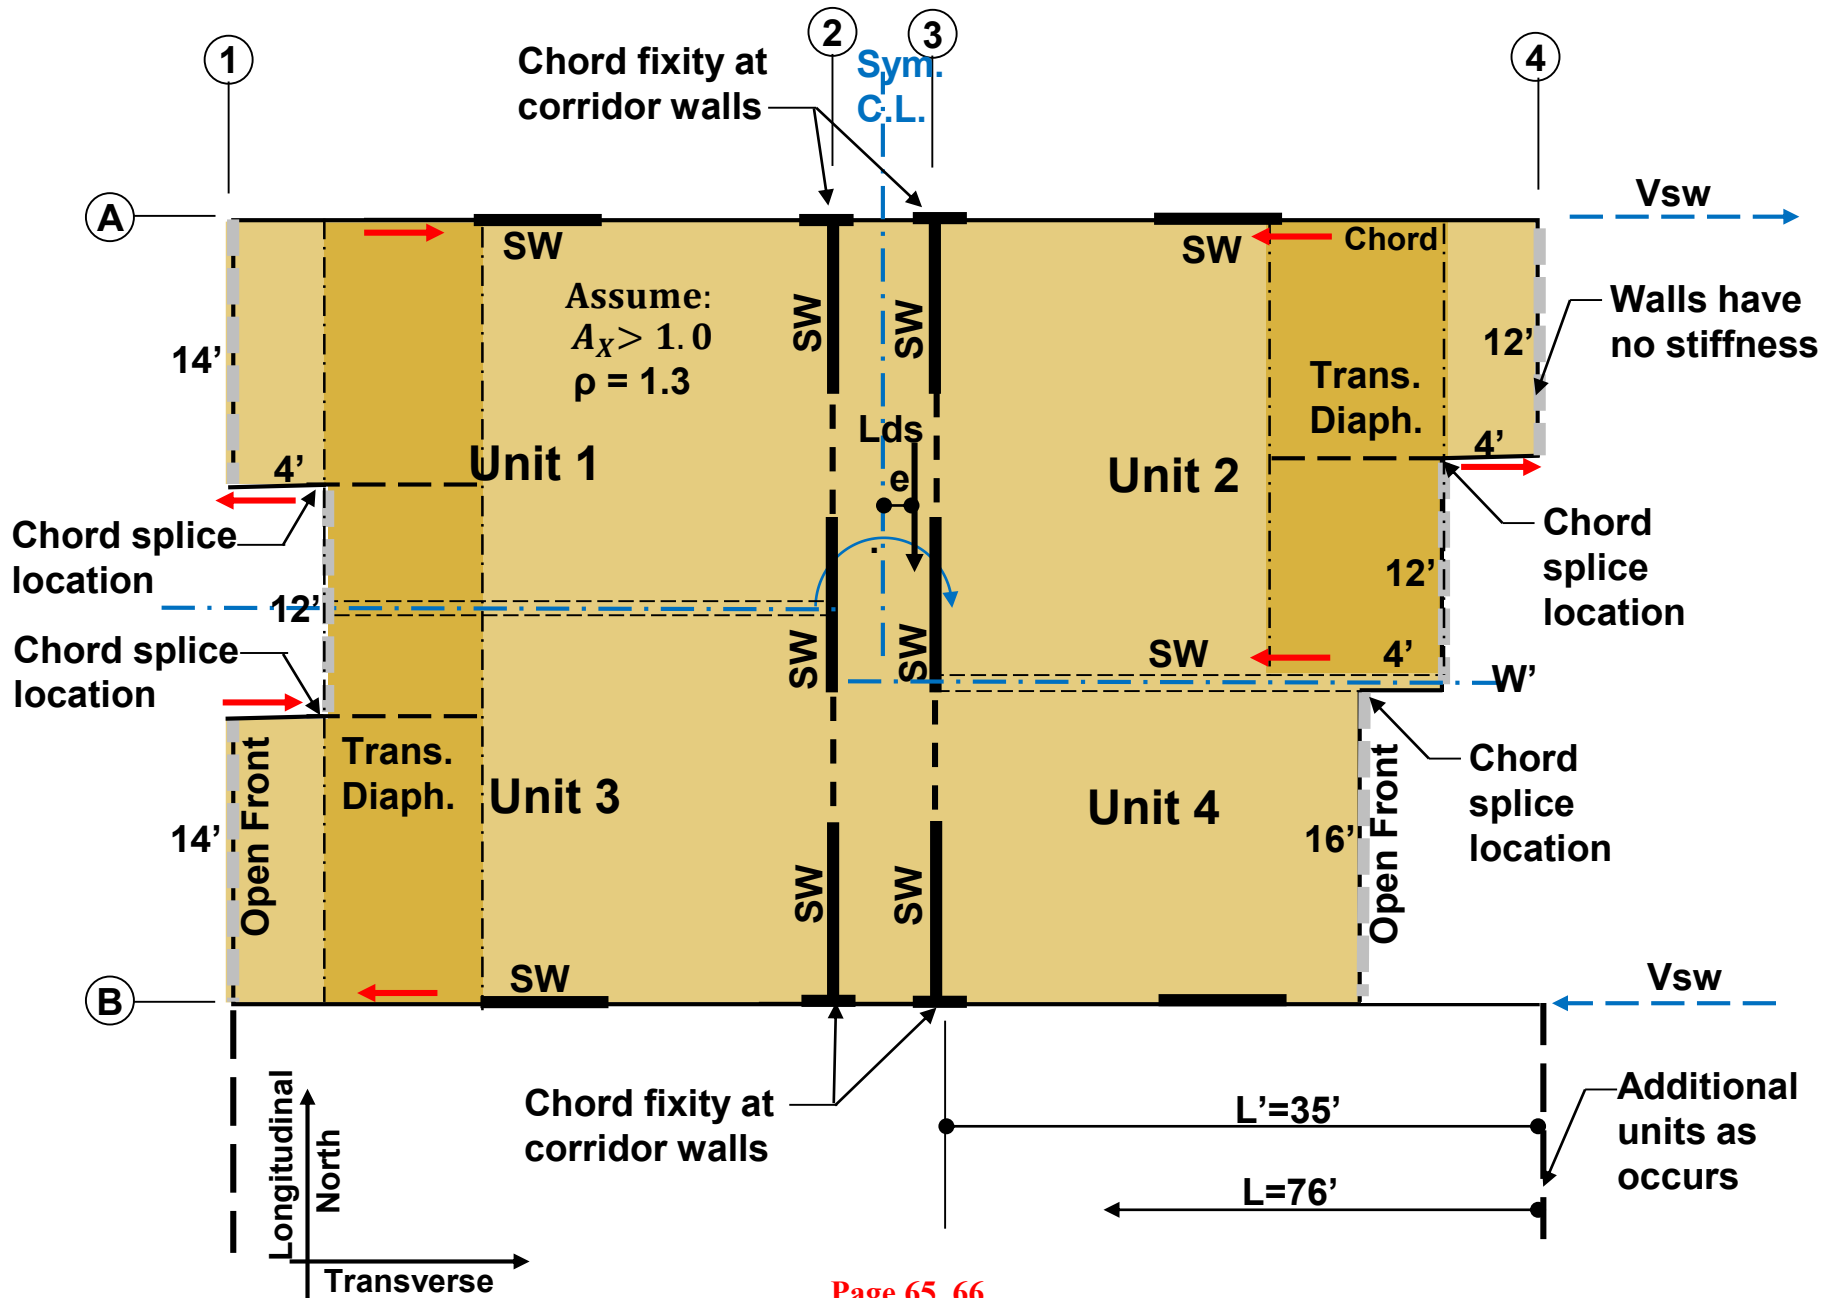 1
2
3
4
Chord fixity at
corridor walls
Sym.
C.L.
A
Vsw
SW
SW
Chord
Assume:
A_X > 1.0
ρ = 1.3
SW
SW
Walls have
no stiffness
14’
12’
Trans.
Diaph.
Lds
e
.
Unit 1
Unit 2
4’
4’
Chord splice
location
Chord
splice
location
12’
12’
Chord splice
location
SW
SW
SW
4’
W’
Trans.
Diaph.
Unit 3
Unit 4
Open Front
14’
SW
SW
16’
Open Front
Chord
splice
location
SW
B
Vsw
Chord fixity at
corridor walls
L’=35’
Additional
units as
occurs
L=76’
Longitudinal
North
Transverse
Page 65, 66